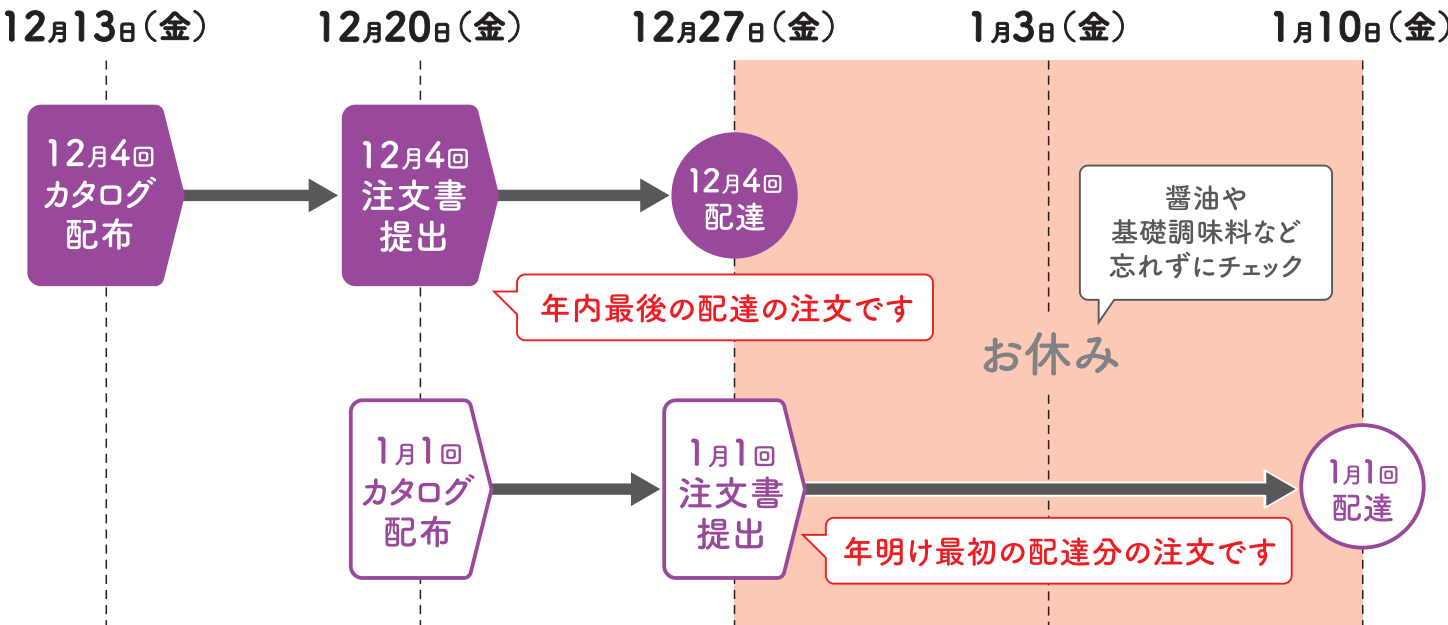 12月13日（金）
12月20日（金）
12月27日（金）
1月3日（金）
1月10日（金）
12月4回
カタログ
配布
12月4回
注文書
提出
12月4回
配達
醤油や
基礎調味料など
忘れずにチェック
年内最後の配達の注文です
お休み
1月1回
カタログ
配布
1月1回
注文書
提出
1月1回
配達
年明け最初の配達分の注文です